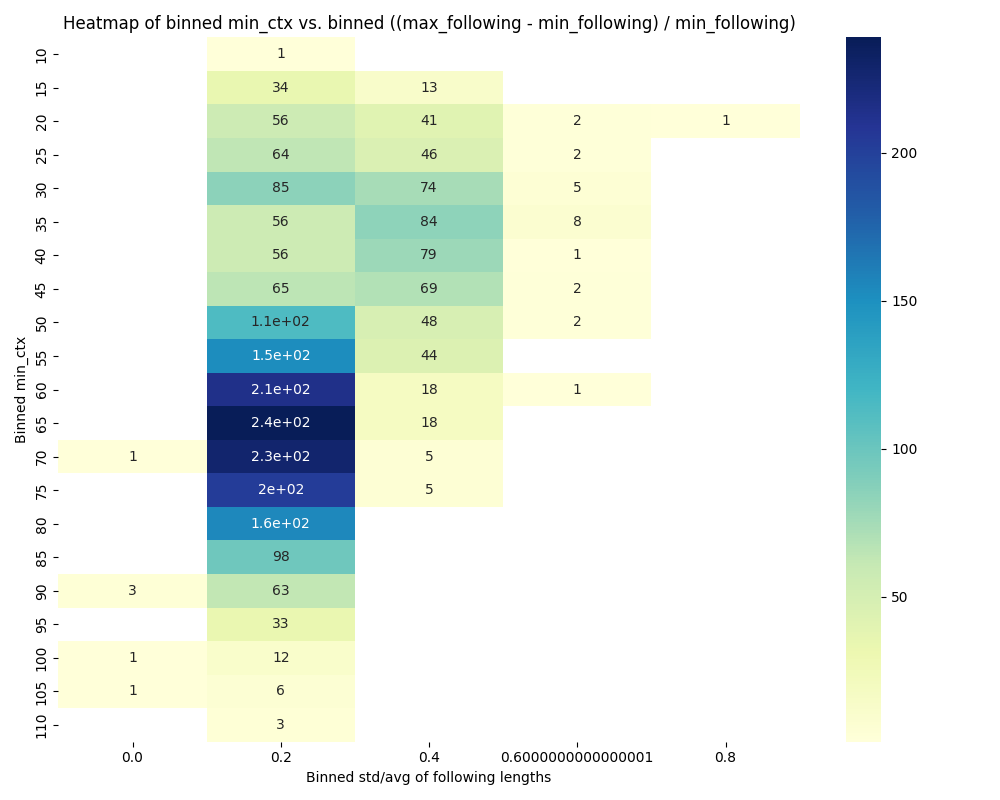 Heatmap of binned min_ctx vs. binned ((max_following - min_following) / min_following)
10 1
15 34 13
20 56 41 2 1
25 64 46 2
30 85 74 5
35 56 84 8
40 56 79 1
45 65 69 2
50 1.1e+02 48 2
55 1.5e+02 44
60 2.1e+02 18 1
65 2.4e+02 18
70 1 2.3e+02 5
75 2e+02 5
80 1.6e+02
85 98
90 3 63
95 33
100 1 12
105 1 6
110 3
Binned min_ctx
0.0 0.2 0.4 0.6000000000000001 0.8
Binned std/avg of following lengths
200
150
100
50